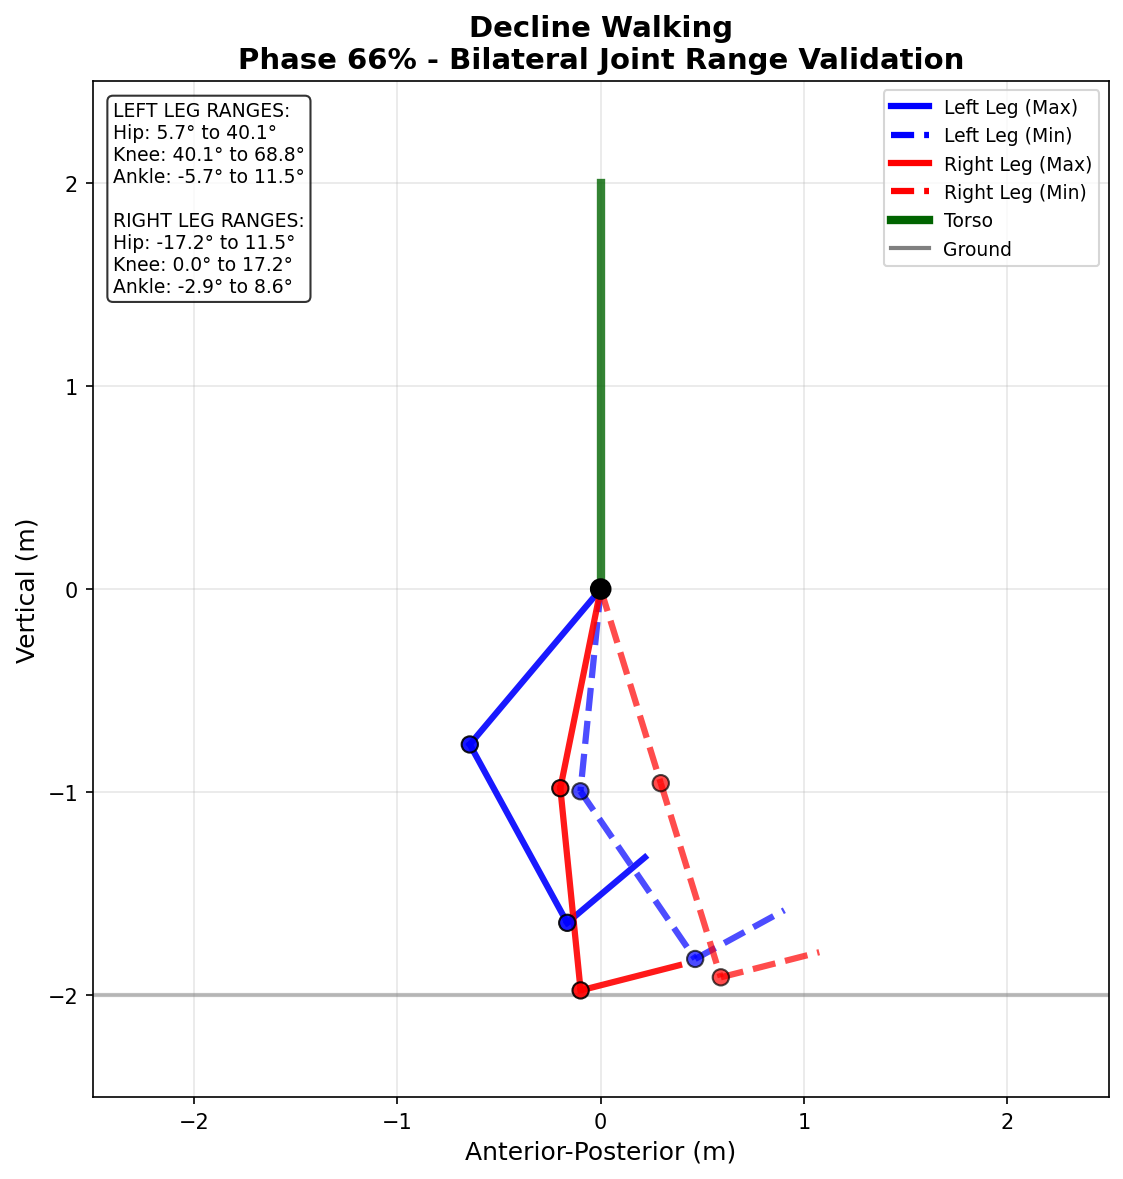 Decline Walking
Phase 66% - Bilateral Joint Range Validation
LEFT LEG RANGES:
Hip: 5.7° to 40.1°
Knee: 40.1° to 68.8°
Ankle: -5.7° to 11.5°
RIGHT LEG RANGES:
Hip: -17.2° to 11.5°
Knee: 0.0° to 17.2°
Ankle: -2.9° to 8.6°
Left Leg (Max)
Left Leg (Min)
Right Leg (Max)
Right Leg (Min)
Torso
Ground
Vertical (m)
2
1
0
−1
−2
−2
−1
0
1
2
Anterior-Posterior (m)